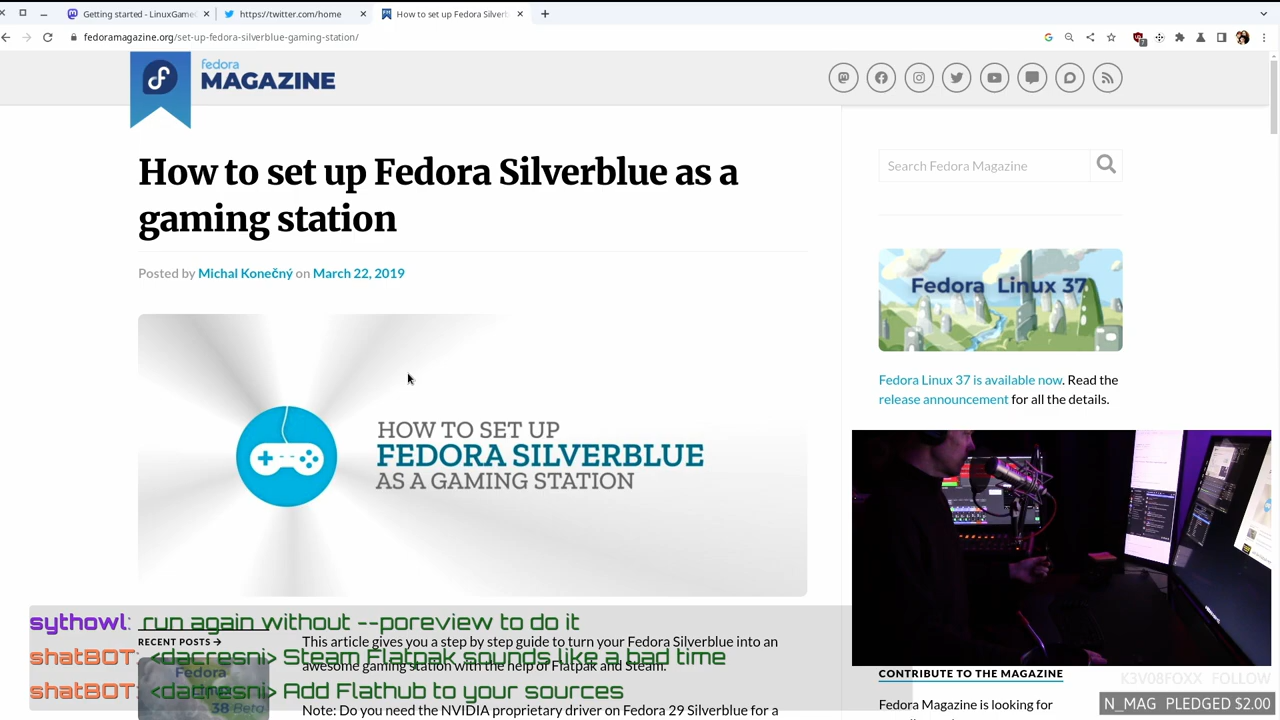 Getting started - LinuxGame
https://twitter.com/home
How to set up Fedora Silverbl
fedoramagazine.org/set-up-fedora-silverblue-gaming-station/
7
fedora
MAGAZINE
How to set up Fedora Silverblue as a
gaming station
Posted by Michal Konečný on March 22, 2019
Search Fedora Magazine
Fedora Linux 37
Fedora Linux 37 is available now. Read the
release announcement for all the details.
HOW TO SET UP
FEDORA SILVERBLUE
AS A GAMING STATION
sythowl: run again without --poreview to do it
RECENT POSTS →
This article gives you a step by step guide to turn your Fedora Silverblue into an
shatBOT: <dacresni> Steam Flatpak sounds like a bad time
awesome gaming station with the help of Flatpak and Steam.
Fedora
shatBOT: <dacresni> Add Flathub to your sources
38 Beta
Note: Do you need the NVIDIA proprietary driver on Fedora 29 Silverblue for a
CONTRIBUTE TO THE MAGAZINE
K3V08FOXX FOLLOW
Fedora Magazine is looking for
N_MAG PLEDGED $2.00